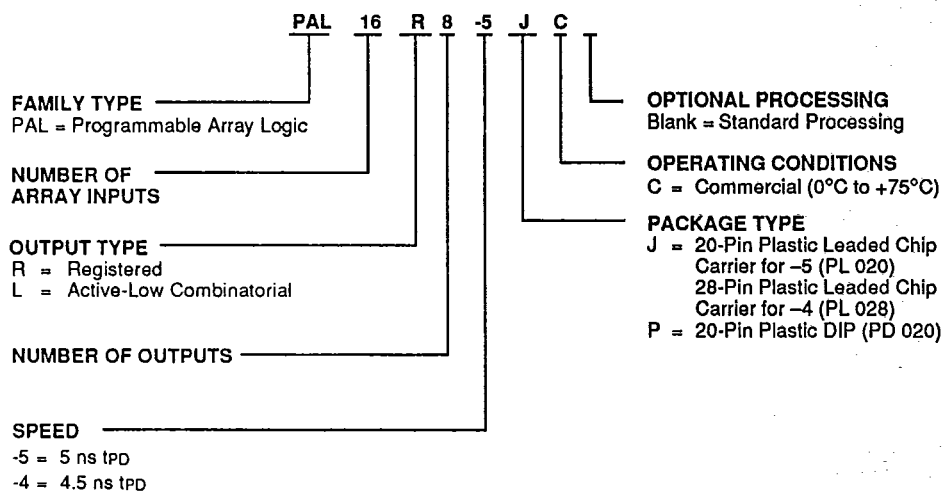 PAL 16 R 8 -5 J C
FAMILY TYPE
PAL = Programmable Array Logic
NUMBER OF
ARRAY INPUTS
OUTPUT TYPE
R = Registered
L = Active-Low Combinatorial
NUMBER OF OUTPUTS
SPEED
-5 = 5 ns tPD
-4 = 4.5 ns tPD
OPTIONAL PROCESSING
Blank = Standard Processing
OPERATING CONDITIONS
C = Commercial (0°C to +75°C)
PACKAGE TYPE
J = 20-Pin Plastic Leaded Chip
Carrier for –5 (PL 020)
28-Pin Plastic Leaded Chip
Carrier for –4 (PL 028)
P = 20-Pin Plastic DIP (PD 020)